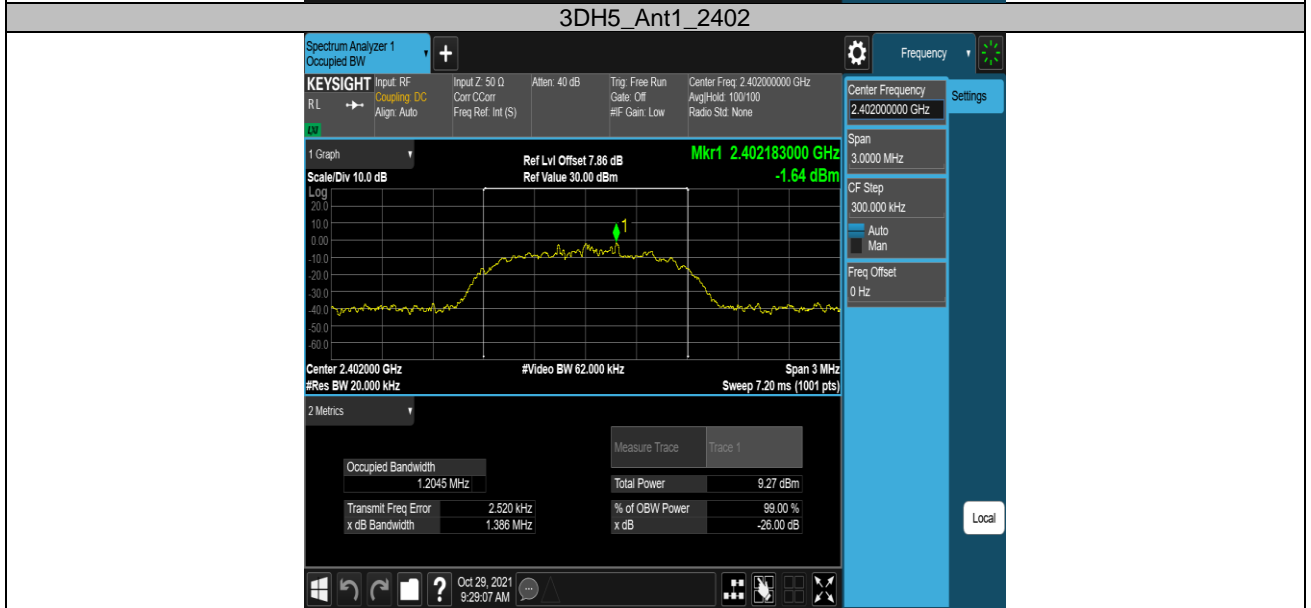 3DH5_Ant1_2402
Spectrum Analyzer 1
Occupied BW
+
Frequency
KEYSIGHT
RL
Input: RF
Coupling: DC
Align: Auto
Input Z: 50 Ω
Corr CCorr
Freq Ref: Int (S)
Atten: 40 dB
Trig: Free Run
Gate: Off
#IF Gain: Low
Center Freq: 2.402000000 GHz
Avg|Hold: 100/100
Radio Std: None
Center Frequency
2.402000000 GHz
Settings
Span
3.0000 MHz
CF Step
300.000 kHz
Auto
Man
Freq Offset
0 Hz
Local
1 Graph
Ref Lvl Offset 7.86 dB
Mkr1 2.402183000 GHz
Scale/Div 10.0 dB
Ref Value 30.00 dBm
-1.64 dBm
Log
20.0
10.0
0.00
-10.0
-20.0
-30.0
-40.0
-50.0
-60.0
1
Center 2.402000 GHz
#Video BW 62.000 kHz
Span 3 MHz
#Res BW 20.000 kHz
Sweep 7.20 ms (1001 pts)
2 Metrics
Measure Trace
Trace 1
Occupied Bandwidth
1.2045 MHz
Total Power
9.27 dBm
Transmit Freq Error
2.520 kHz
% of OBW Power
99.00 %
x dB Bandwidth
1.386 MHz
x dB
-26.00 dB
?
Oct 29, 2021
9:29:07 AM